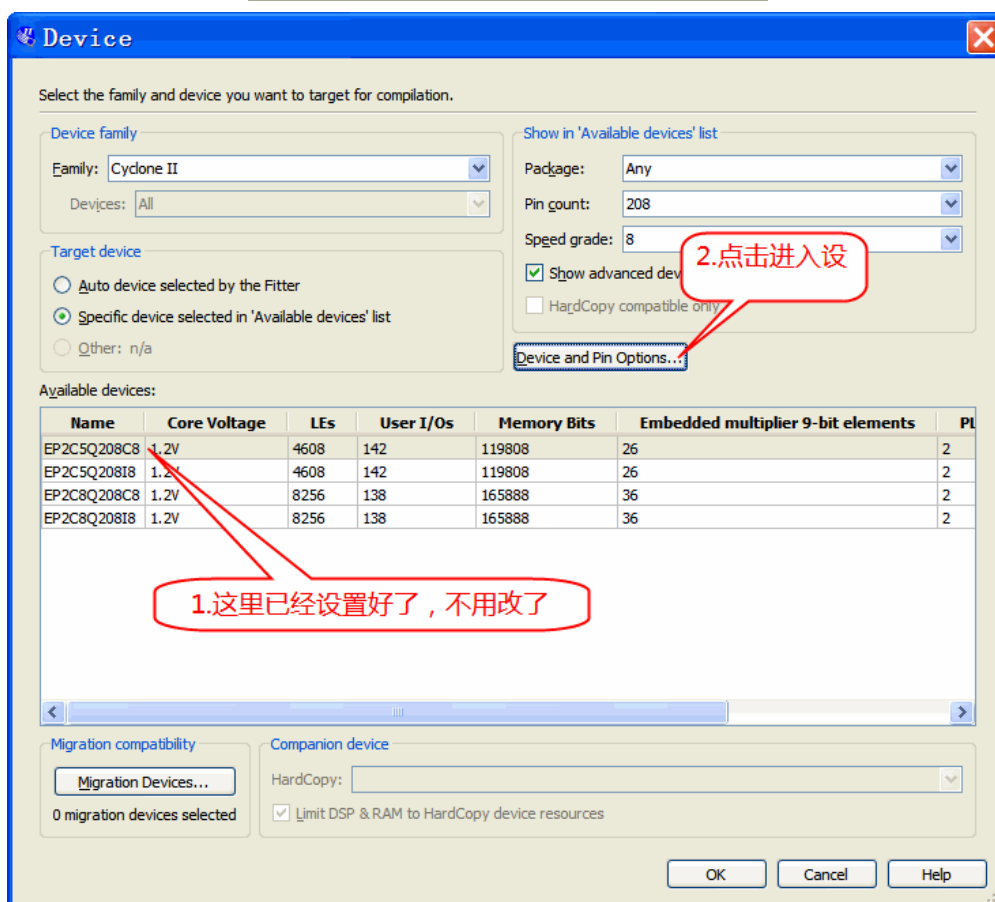 Device
Select the family and device you want to target for compilation.
Device family
Family: Cyclone II
Devices: All
Show in 'Available devices' list
Package: Any
Pin count: 208
Speed grade: 8
Show advanced dev
HardCopy compatible only
2.点击进入设
Target device
Auto device selected by the Fitter
Specific device selected in 'Available devices' list
Other: n/a
Device and Pin Options...
Available devices:
Name Core Voltage LEs User I/Os Memory Bits Embedded multiplier 9-bit elements PL
EP2C5Q208C8 1.2V 4608 142 119808 26 2
EP2C5Q208I8 1.2V 4608 142 119808 26 2
EP2C8Q208C8 1.2V 8256 138 165888 36 2
EP2C8Q208I8 1.2V 8256 138 165888 36 2
1.这里已经设置好了，不用改了
Migration compatibility
Migration Devices...
0 migration devices selected
Companion device
HardCopy:
Limit DSP & RAM to HardCopy device resources
OK Cancel Help